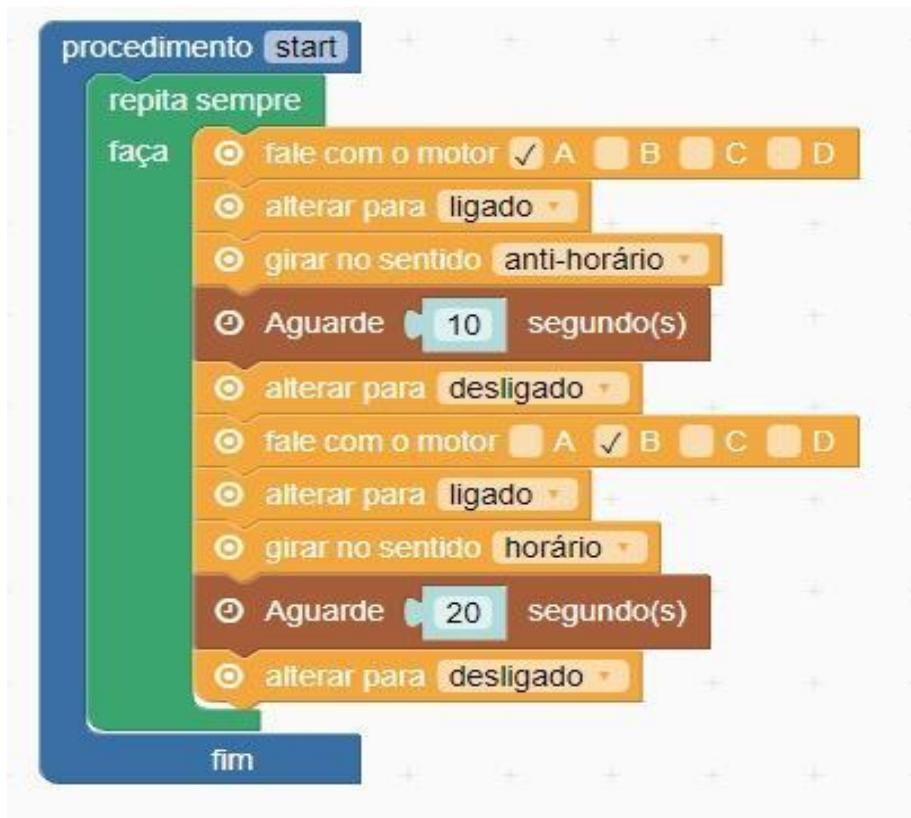 procedimento start
repita sempre
faça
fale com o motor A B C D
alterar para ligado
girar no sentido anti-horário
Aguarde 10 segundo(s)
alterar para desligado
fale com o motor A B C D
alterar para ligado
girar no sentido horário
Aguarde 20 segundo(s)
alterar para desligado
fim